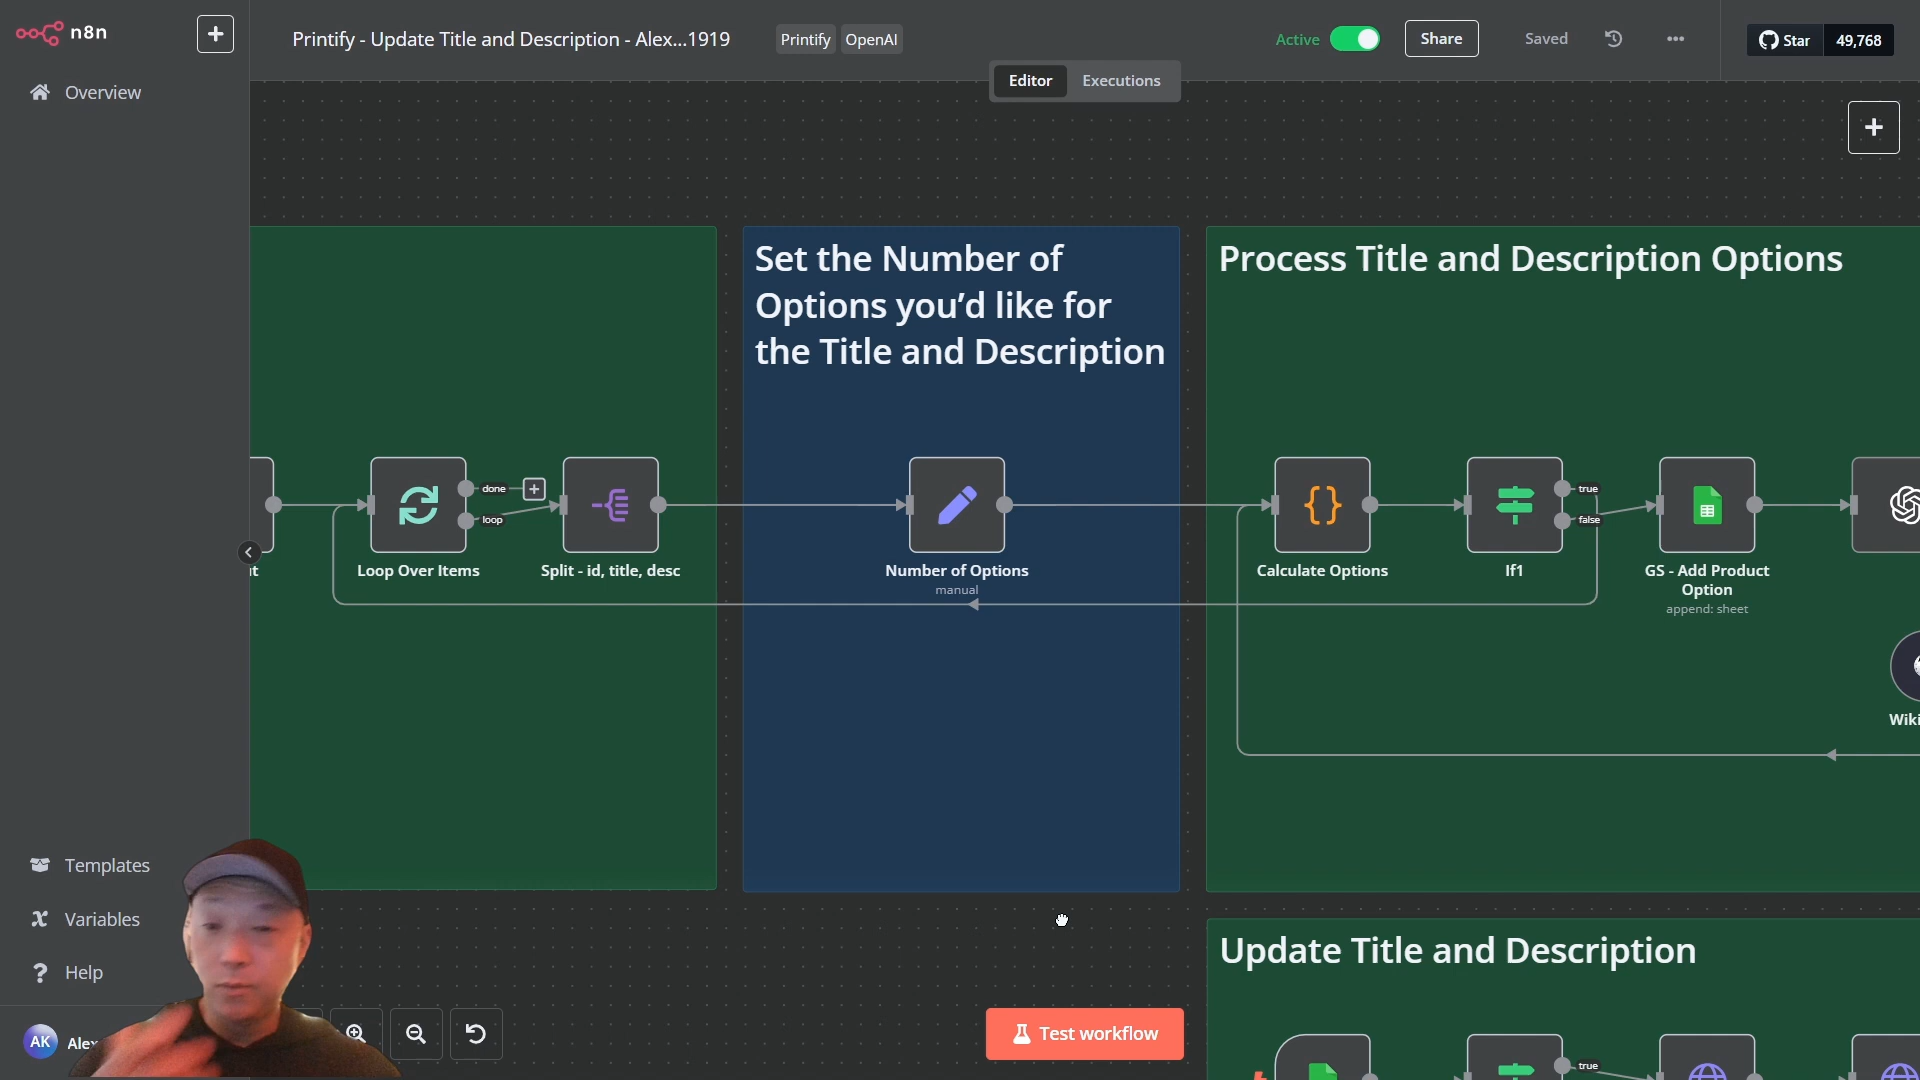 n8n
Printify - Update Title and Description - Alex...1919
Printify
OpenAI
Active
Share
Saved
Star
49,768
Editor
Executions
Overview
Set the Number of
Options you'd like for
the Title and Description
Process Title and Description Options
done
loop
Loop Over Items
Split - id, title, desc
Number of Options
manual
Calculate Options
true
false
If1
GS - Add Product
Option
append: sheet
Wiki
Templates
Variables
Help
AK
Alex
Test workflow
Update Title and Description
true